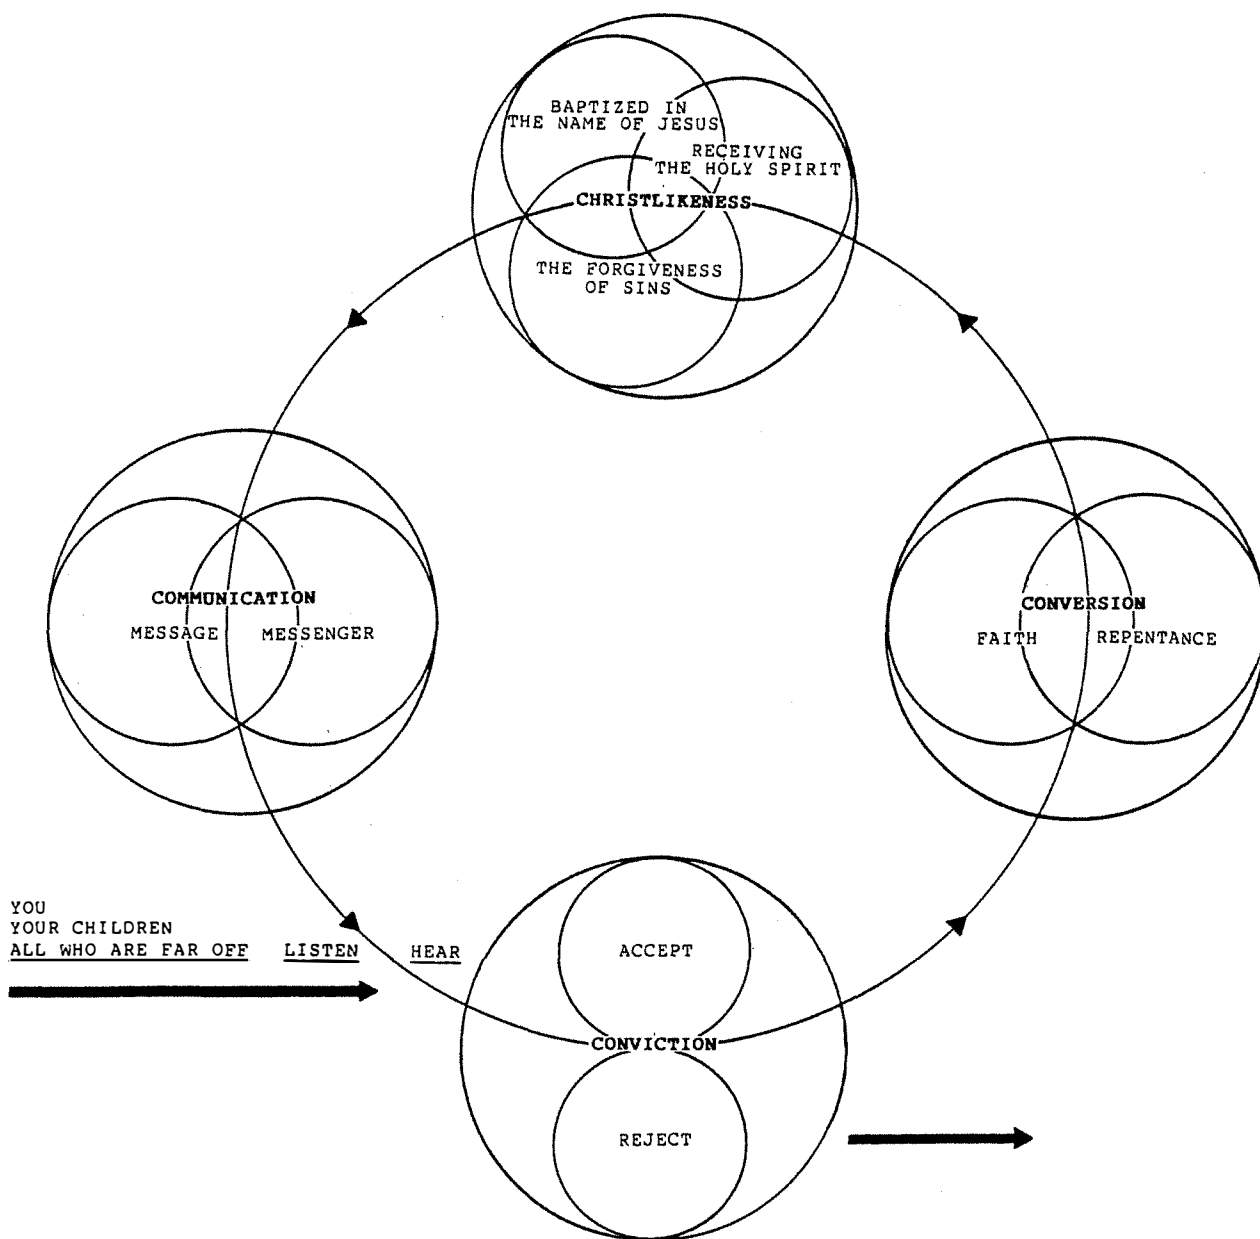 BAPTIZED IN
THE NAME OF JESUS
RECEIVING
THE HOLY SPIRIT
CHRISTLIKENESS
THE FORGIVENESS
OF SINS
COMMUNICATION
MESSAGE MESSENGER
CONVERSION
FAITH REPENTANCE
YOU
YOUR CHILDREN
ALL WHO ARE FAR OFF LISTEN HEAR
ACCEPT
CONVICTION
REJECT